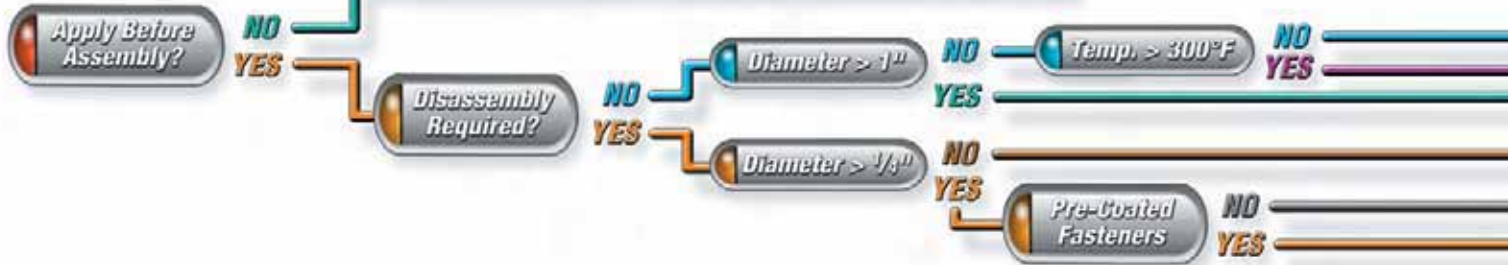 Apply Before
Assembly?
NO
YES
Disassembly
Required?
NO
YES
Diameter > 1"
NO
YES
Temp. > 300°F
NO
YES
Diameter > 1/4"
NO
YES
Pre-Coated
Fasteners
NO
YES